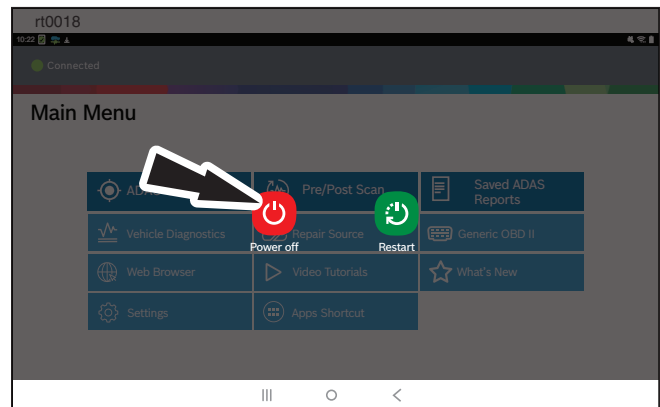 rt0018
10:22
Connected
Main Menu
Pre/Post Scan
Saved ADAS
Reports
Vehicle Diagnostics
Repair Source
Generic OBD II
Power off
Restart
Web Browser
Video Tutorials
What's New
Settings
Apps Shortcut